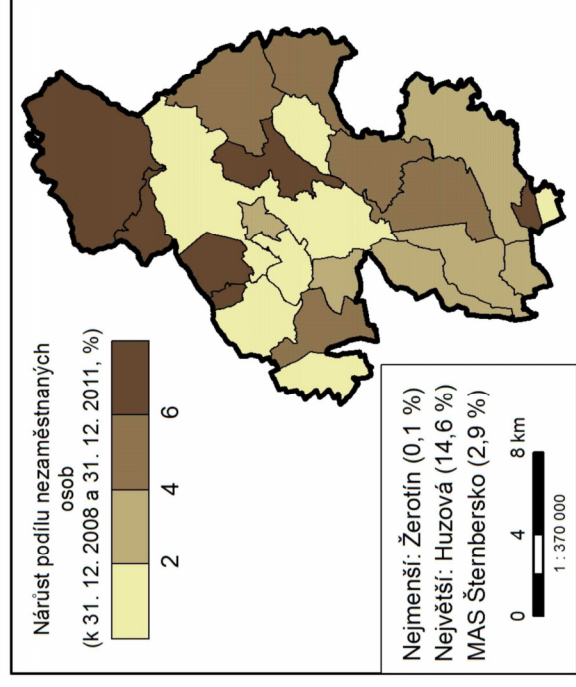 Nárůst podílu nezaměstnaných
osob
(k 31. 12. 2008 a 31. 12. 2011, %)
2 4 6
Nejmenší: Žerotín (0,1 %)
Největší: Huzová (14,6 %)
MAS Šternbersko (2,9 %)
0 4 8 km
1 : 370 000